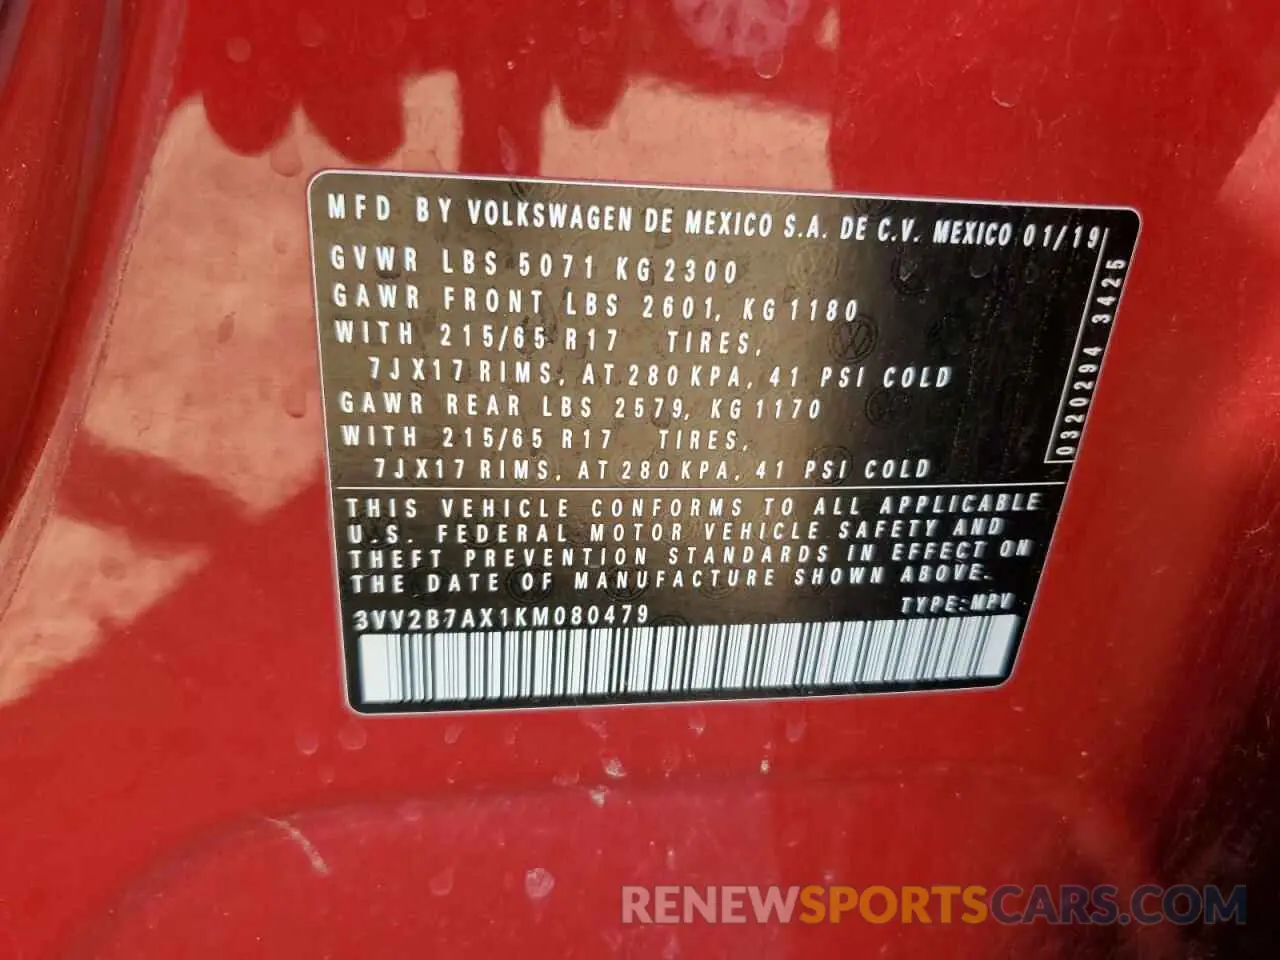 MFD BY VOLKSWAGEN DE MEXICO S.A. DE C.V. MEXICO 01/19
GVWR LBS 5071 KG 2300
GAWR FRONT LBS 2601, KG 1180
WITH 215/65 R17 TIRES,
7JX17 RIMS, AT 280 KPA, 41 PSI COLD
GAWR REAR LBS 2579, KG 1170
WITH 215/65 R17 TIRES,
7JX17 RIMS, AT 280 KPA, 41 PSI COLD
0320294 3425
THIS VEHICLE CONFORMS TO ALL APPLICABLE
U.S. FEDERAL MOTOR VEHICLE SAFETY AND
THEFT PREVENTION STANDARDS IN EFFECT ON
THE DATE OF MANUFACTURE SHOWN ABOVE.
3VV2B7AX1KM080479 TYPE:MPV
RENEWSPORTSCARS.COM